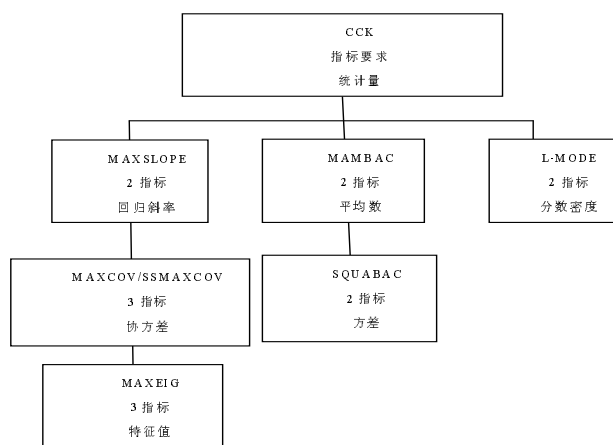 CCK
指标要求
统计量
MAXSLOPE
2 指标
回归斜率
MAMBAC
2 指标
平均数
L-MODE
2 指标
分数密度
MAXCOV/SSMAXCOV
3 指标
协方差
SQUABAC
2 指标
方差
MAXEIG
3 指标
特征值